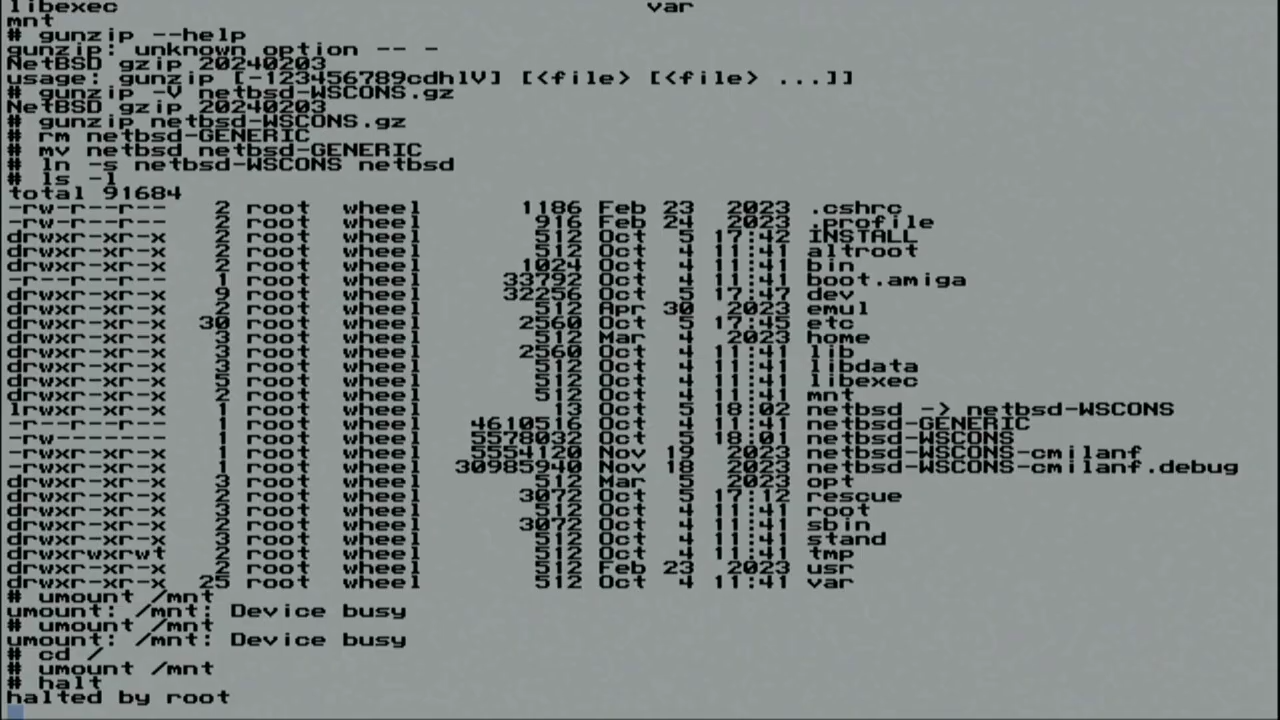 libexec var
mnt
# gunzip --help
gunzip: unknown option -- -
NetBSD gzip 20240203
usage: gunzip [-123456789cdhlV] [<file> [<file> ...]]
# gunzip -V netbsd-WSCONS.gz
NetBSD gzip 20240203
# gunzip netbsd-WSCONS.gz
# rm netbsd-GENERIC
# mv netbsd netbsd-GENERIC
# ln -s netbsd-WSCONS netbsd
# ls -l
total 91684
-rw-r--r-- 2 root wheel 1186 Feb 23 2023 .cshrc
-rw-r--r-- 2 root wheel 916 Feb 24 2023 .profile
drwxr-xr-x 2 root wheel 512 Oct 5 17:42 INSTALL
drwxr-xr-x 2 root wheel 512 Oct 4 11:41 altroot
drwxr-xr-x 2 root wheel 1024 Oct 4 11:41 bin
-r--r--r-- 1 root wheel 33792 Oct 4 11:41 boot.amiga
drwxr-xr-x 9 root wheel 32256 Oct 5 17:47 dev
drwxr-xr-x 2 root wheel 512 Apr 30 2023 emul
drwxr-xr-x 30 root wheel 2560 Oct 5 17:45 etc
drwxr-xr-x 3 root wheel 512 Mar 4 2023 home
drwxr-xr-x 3 root wheel 2560 Oct 4 11:41 lib
drwxr-xr-x 3 root wheel 512 Oct 4 11:41 libdata
drwxr-xr-x 5 root wheel 512 Oct 4 11:41 libexec
drwxr-xr-x 2 root wheel 512 Oct 4 11:41 mnt
lrwxr-xr-x 1 root wheel 13 Oct 5 18:02 netbsd -> netbsd-WSCONS
-r--r--r-- 1 root wheel 4610516 Oct 4 11:41 netbsd-GENERIC
-rw------- 1 root wheel 5578032 Oct 5 18:01 netbsd-WSCONS
-r--r--r-- 1 root wheel 5554120 Nov 19 2023 netbsd-WSCONS-cmilanf
-rwxr-xr-x 1 root wheel 30985940 Nov 18 2023 netbsd-WSCONS-cmilanf.debug
drwxr-xr-x 3 root wheel 512 Mar 5 2023 opt
drwxr-xr-x 2 root wheel 3072 Oct 5 17:12 rescue
drwxr-xr-x 3 root wheel 512 Oct 4 11:41 root
drwxr-xr-x 2 root wheel 3072 Oct 4 11:41 sbin
drwxr-xr-x 3 root wheel 512 Oct 4 11:41 stand
drwxrwxrwt 2 root wheel 512 Oct 4 11:41 tmp
drwxr-xr-x 2 root wheel 512 Feb 23 2023 usr
drwxr-xr-x 25 root wheel 512 Oct 4 11:41 var
# umount /mnt
umount: /mnt: Device busy
# umount /mnt
umount: /mnt: Device busy
# cd /
# umount /mnt
# halt
halted by root